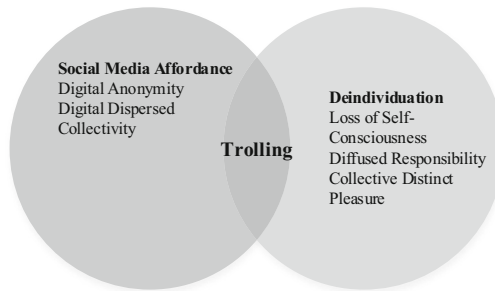 Social Media Affordance
Digital Anonymity
Digital Dispersed
Collectivity
Trolling
Deindividuation
Loss of Self-
Consciousness
Diffused Responsibility
Collective Distinct
Pleasure